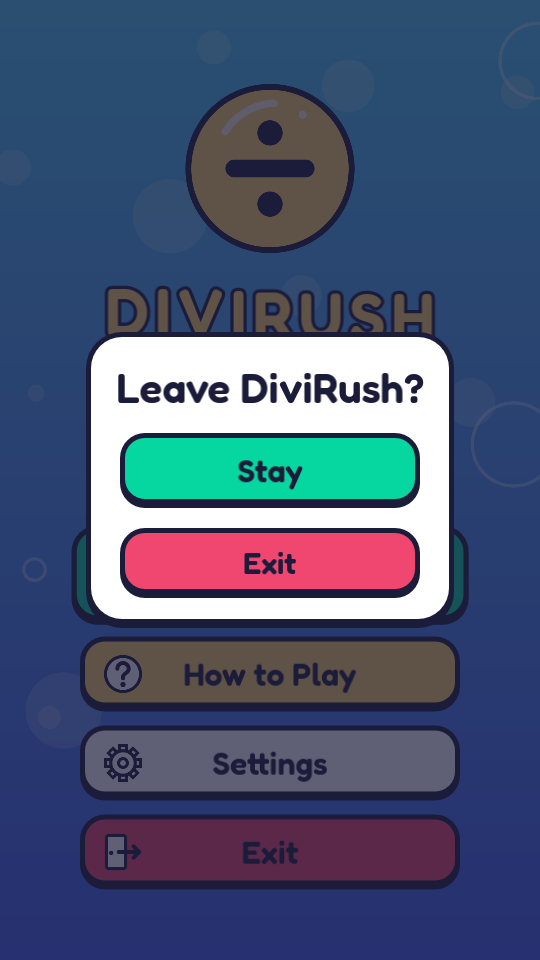 DIVIRUSH
Leave DiviRush?
Stay
Exit
How to Play
Settings
Exit